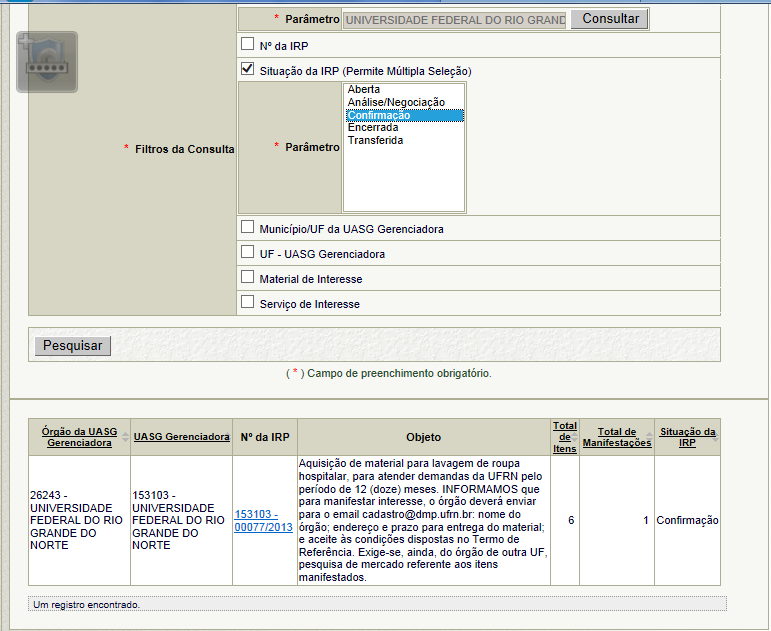 * Parâmetro UNIVERSIDADE FEDERAL DO RIO GRAND Consultar
Nº da IRP
Situação da IRP (Permite Múltipla Seleção)
Aberta
Análise/Negociação
Confirmação
Encerrada
Transferida
* Filtros da Consulta
* Parâmetro
Município/UF da UASG Gerenciadora
UF - UASG Gerenciadora
Material de Interesse
Serviço de Interesse
Pesquisar
( * ) Campo de preenchimento obrigatório.
Órgão da UASG
Gerenciadora
UASG Gerenciadora
Nº da IRP
Objeto
Total
de
Itens
Total de
Manifestações
Situação da
IRP
26243 -
UNIVERSIDADE
FEDERAL DO RIO
GRANDE DO
NORTE
153103 -
UNIVERSIDADE
FEDERAL DO RIO
GRANDE DO
NORTE
153103 -
00077/2013
Aquisição de material para lavagem de roupa
hospitalar, para atender demandas da UFRN pelo
período de 12 (doze) meses. INFORMAMOS que
para manifestar interesse, o órgão deverá enviar
para o email cadastro@dmp.ufrn.br: nome do
órgão; endereço e prazo para entrega do material;
e aceite às condições dispostas no Termo de
Referência. Exige-se, ainda, do órgão de outra UF,
pesquisa de mercado referente aos itens
manifestados.
6
1
Confirmação
Um registro encontrado.